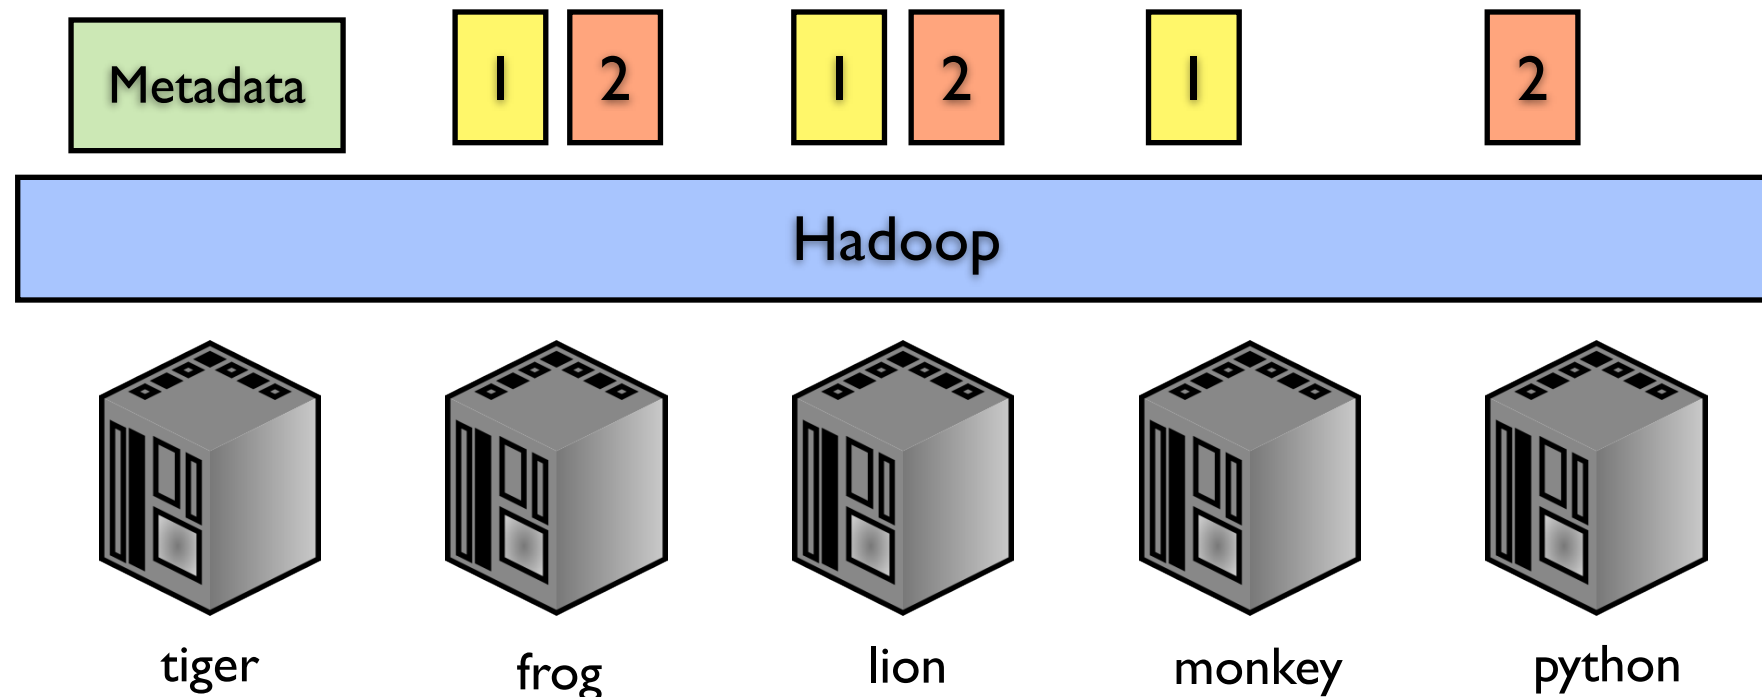 Metadata 1 2 1 2 1 2
Hadoop
tiger frog lion monkey python